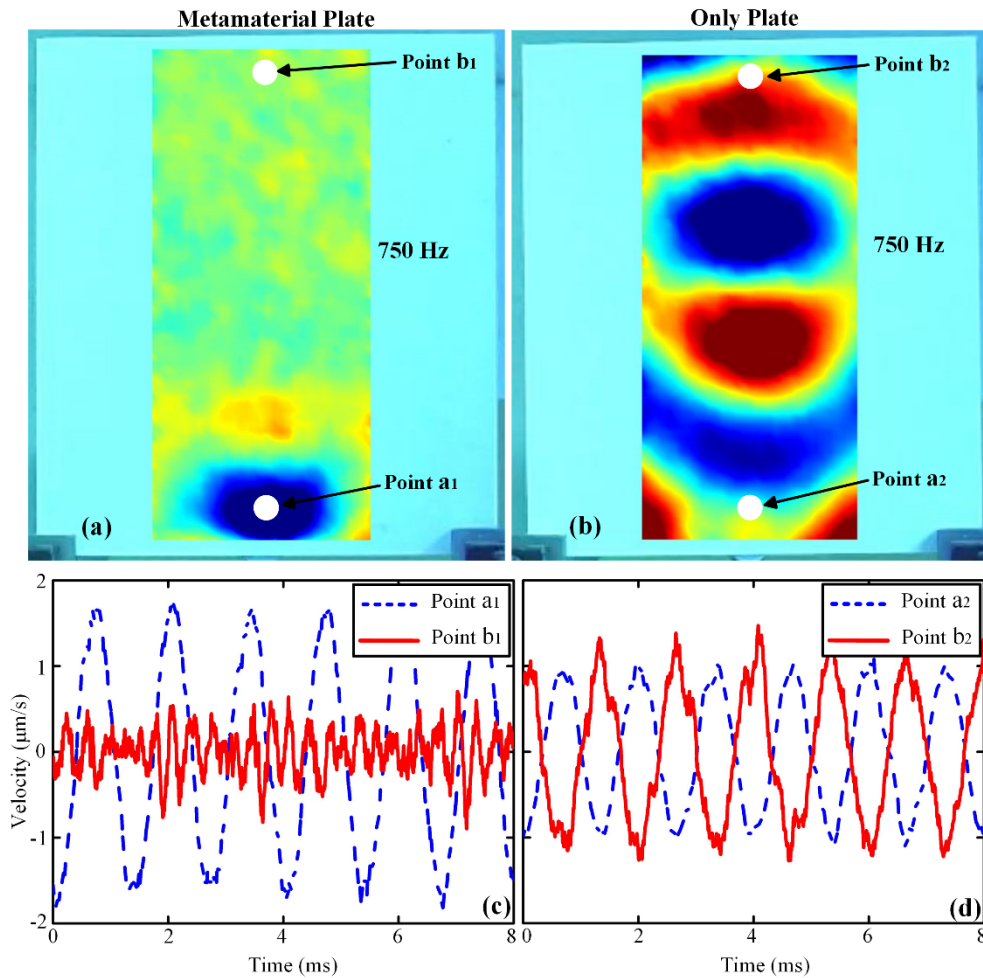 Metamaterial Plate
Only Plate
Point b1
Point b2
750 Hz
750 Hz
Point a1
Point a2
(a)
(b)
2
1
0
-1
-2
Velocity (μm/s)
Point a1
Point b1
(c)
0 2 4 6 8
Time (ms)
Point a2
Point b2
(d)
0 2 4 6 8
Time (ms)